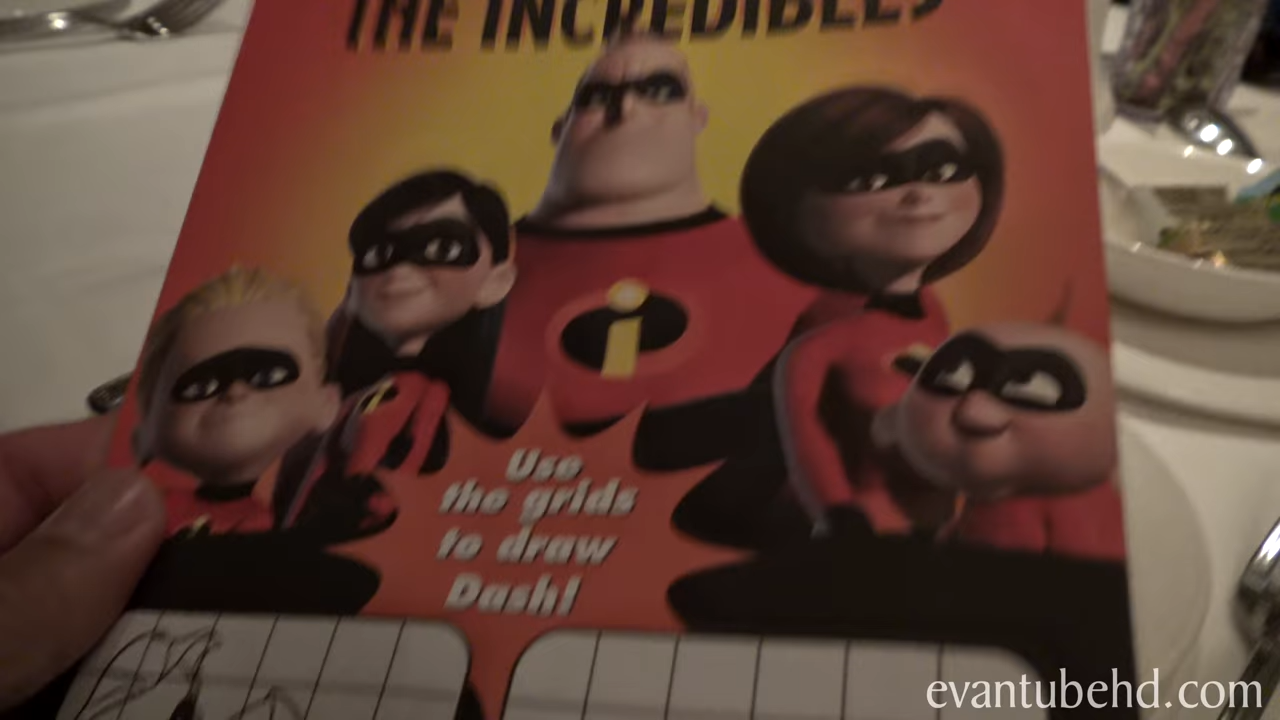 THE INCREDIBLES
i
Use
the grids
to draw
Dash!
evantubehd.com